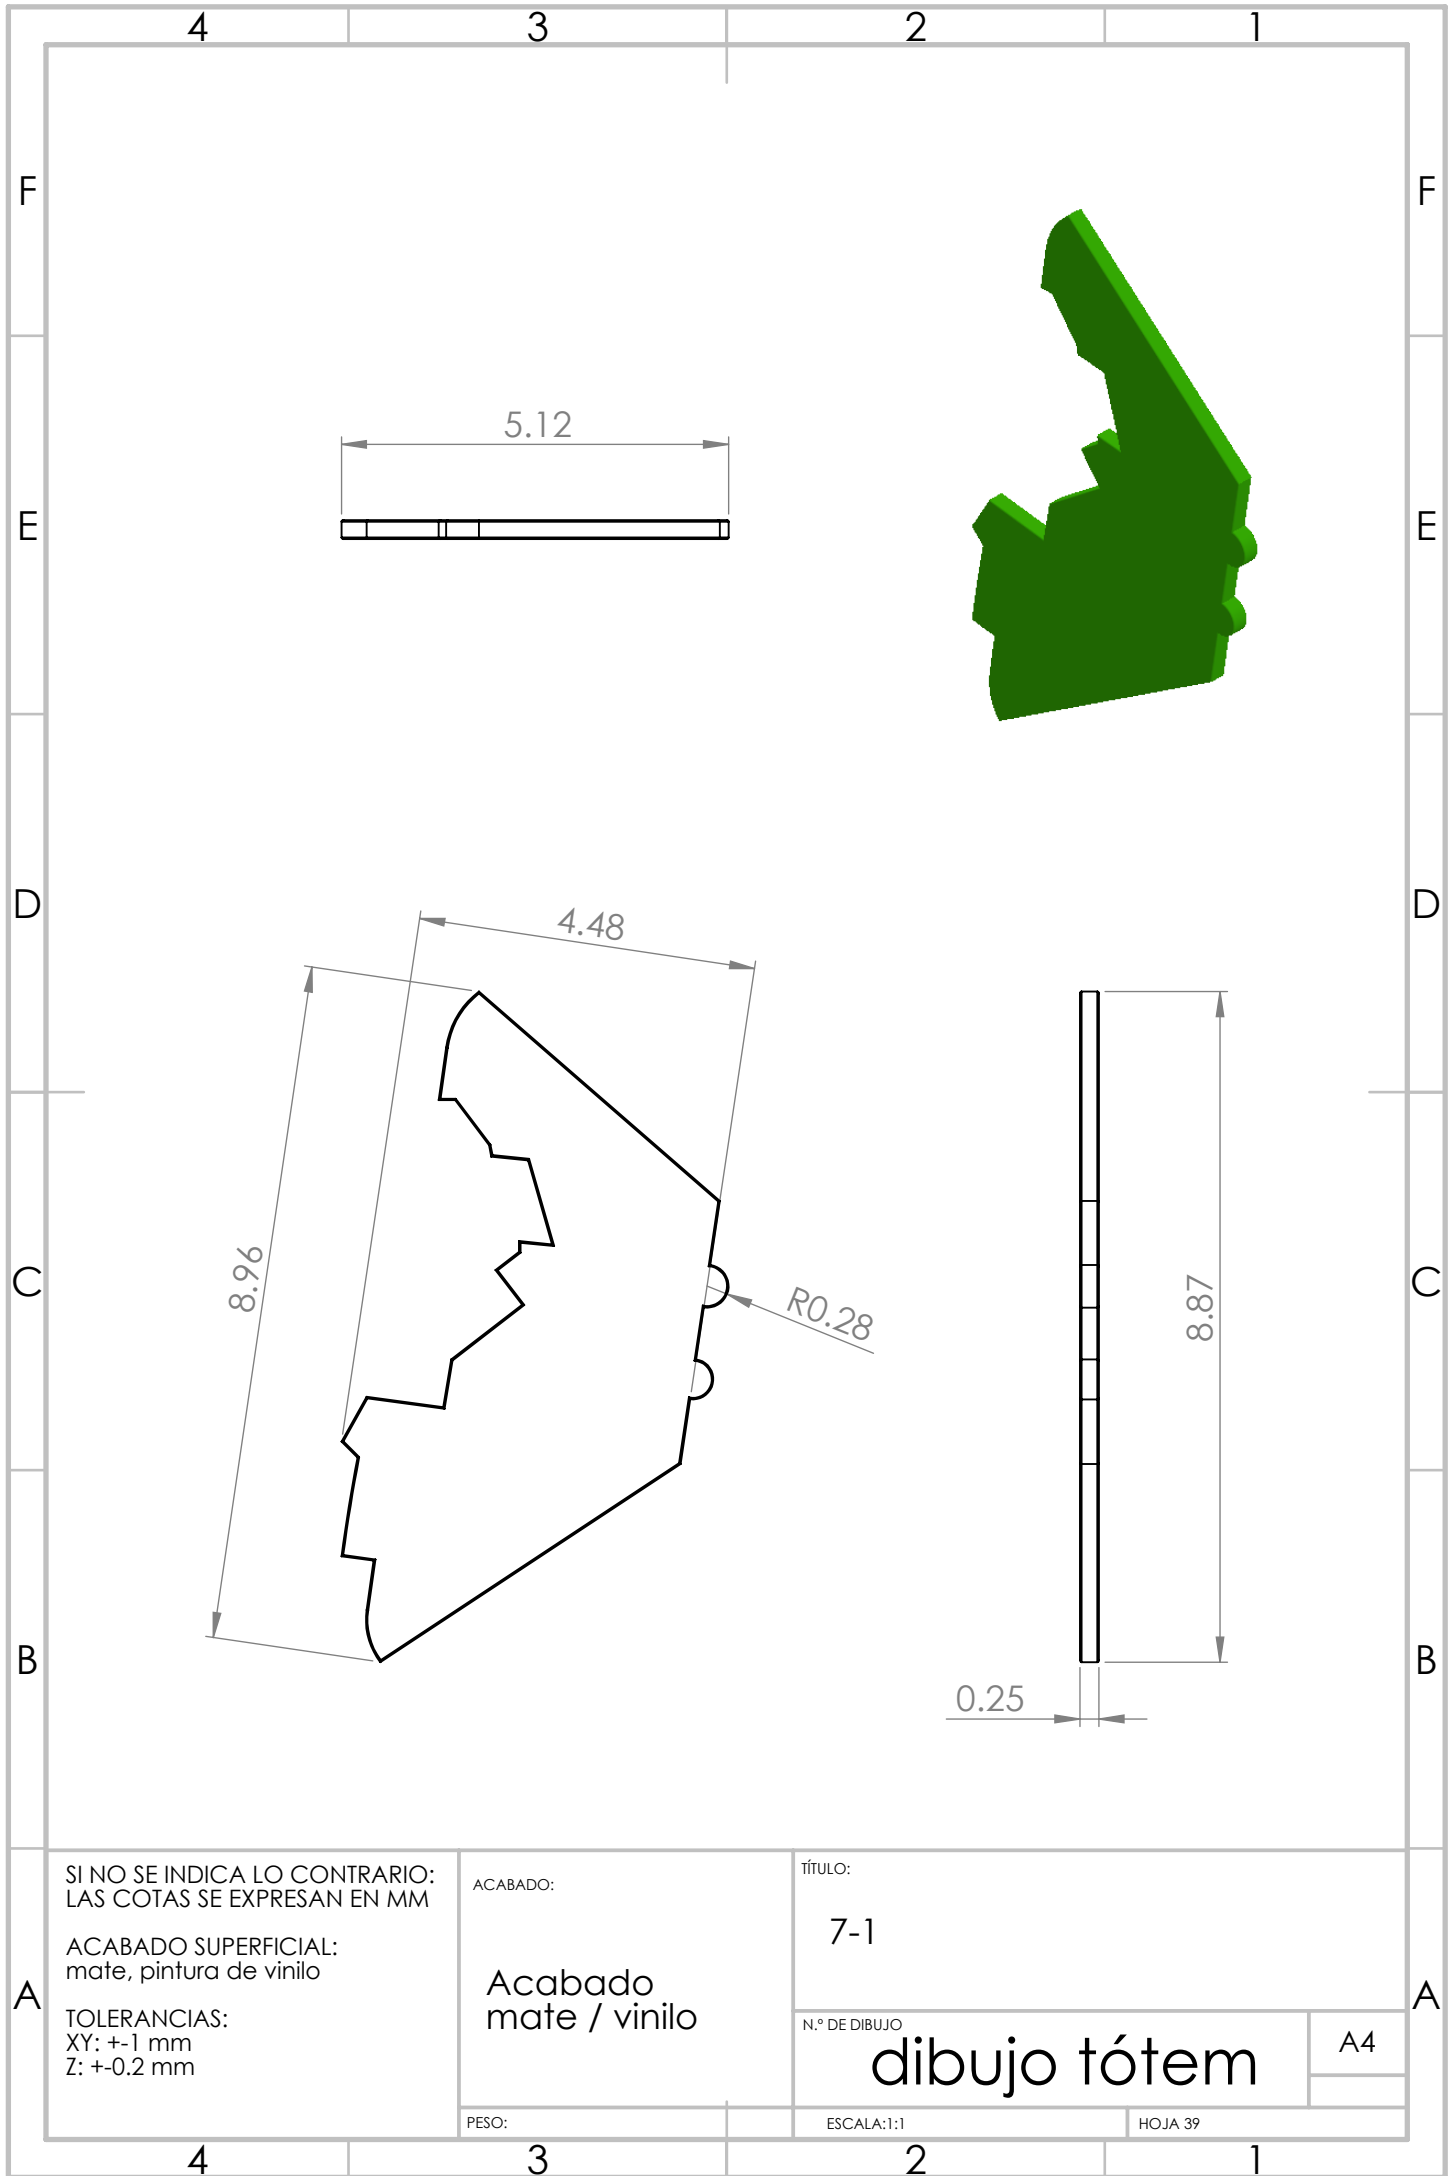 4 3 2 1
F F
5.12
E E
D D
4.48
8.96
C C
R0.28
8.87
B B
0.25
SI NO SE INDICA LO CONTRARIO:
LAS COTAS SE EXPRESAN EN MM
ACABADO SUPERFICIAL:
mate, pintura de vinilo
TOLERANCIAS:
XY: +-1 mm
Z: +-0.2 mm
ACABADO:
Acabado
mate / vinilo
PESO:
TÍTULO:
7-1
N.º DE DIBUJO
dibujo tótem
A4
ESCALA:1:1
HOJA 39
A A
4 3 2 1